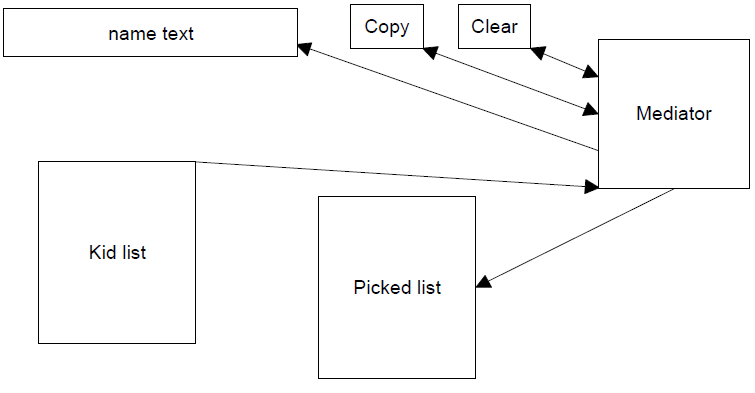 name text
Copy
Clear
Mediator
Kid list
Picked list